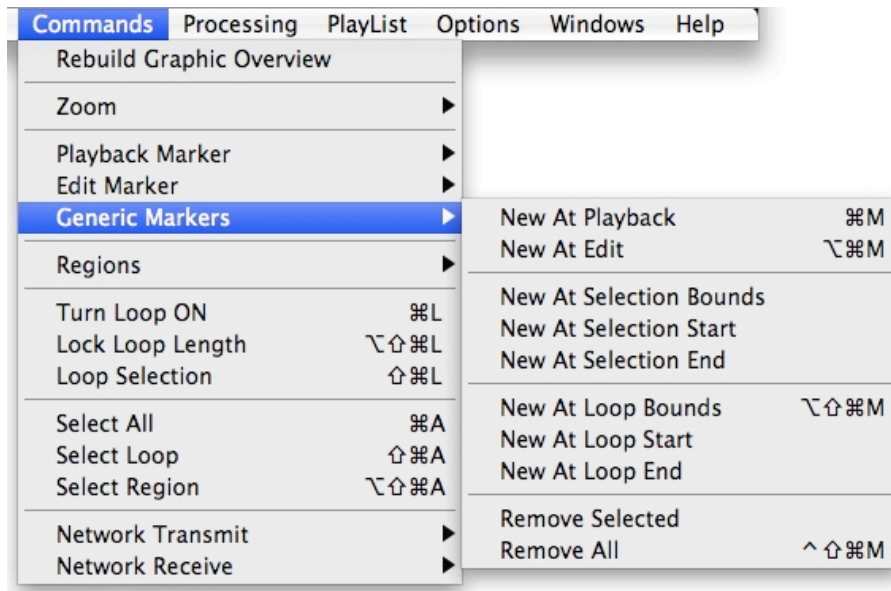 Commands Processing PlayList Options Windows Help
Rebuild Graphic Overview
Zoom
Playback Marker
Edit Marker
Generic Markers
Regions
Turn Loop ON ⌘L
Lock Loop Length ⌥⇧⌘L
Loop Selection ⇧⌘L
Select All ⌘A
Select Loop ⇧⌘A
Select Region ⌥⇧⌘A
Network Transmit
Network Receive
New At Playback ⌘M
New At Edit ⌥⌘M
New At Selection Bounds
New At Selection Start
New At Selection End
New At Loop Bounds ⌥⇧⌘M
New At Loop Start
New At Loop End
Remove Selected
Remove All ^⇧⌘M